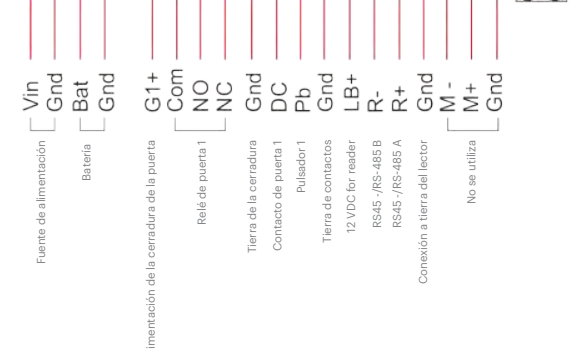 Vin
Gnd
Bat
Gnd
G1+
Com
NO
NC
Gnd
DC
Pb
Gnd
LB+
R-
R+
Gnd
M -
M+
Gnd
Fuente de alimentación
Batería
imentación de la cerradura de la puerta
Relé de puerta 1
Tierra de la cerradura
Contacto de puerta 1
Pulsador 1
Tierra de contactos
12 VDC for reader
RS45 -/RS-485 B
RS45 -/RS-485 A
Conexión a tierra del lector
No se utiliza